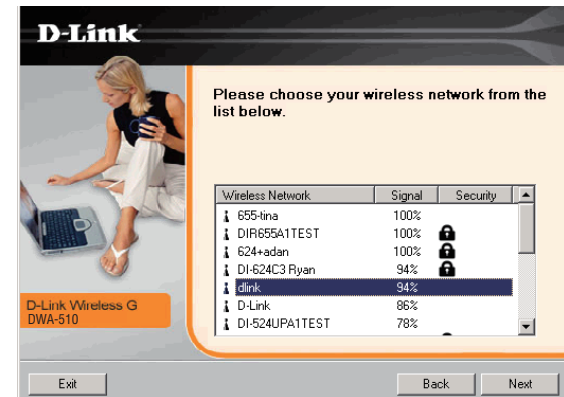 D-Link
Please choose your wireless network from the
list below.
Wireless Network Signal Security
655-tina 100%
DIR655A1TEST 100%
624+adan 100%
DI-624C3 Ryan 94%
dlink 94%
D-Link 86%
DI-524UPA1TEST 78%
D-Link Wireless G
DWA-510
Exit Back Next